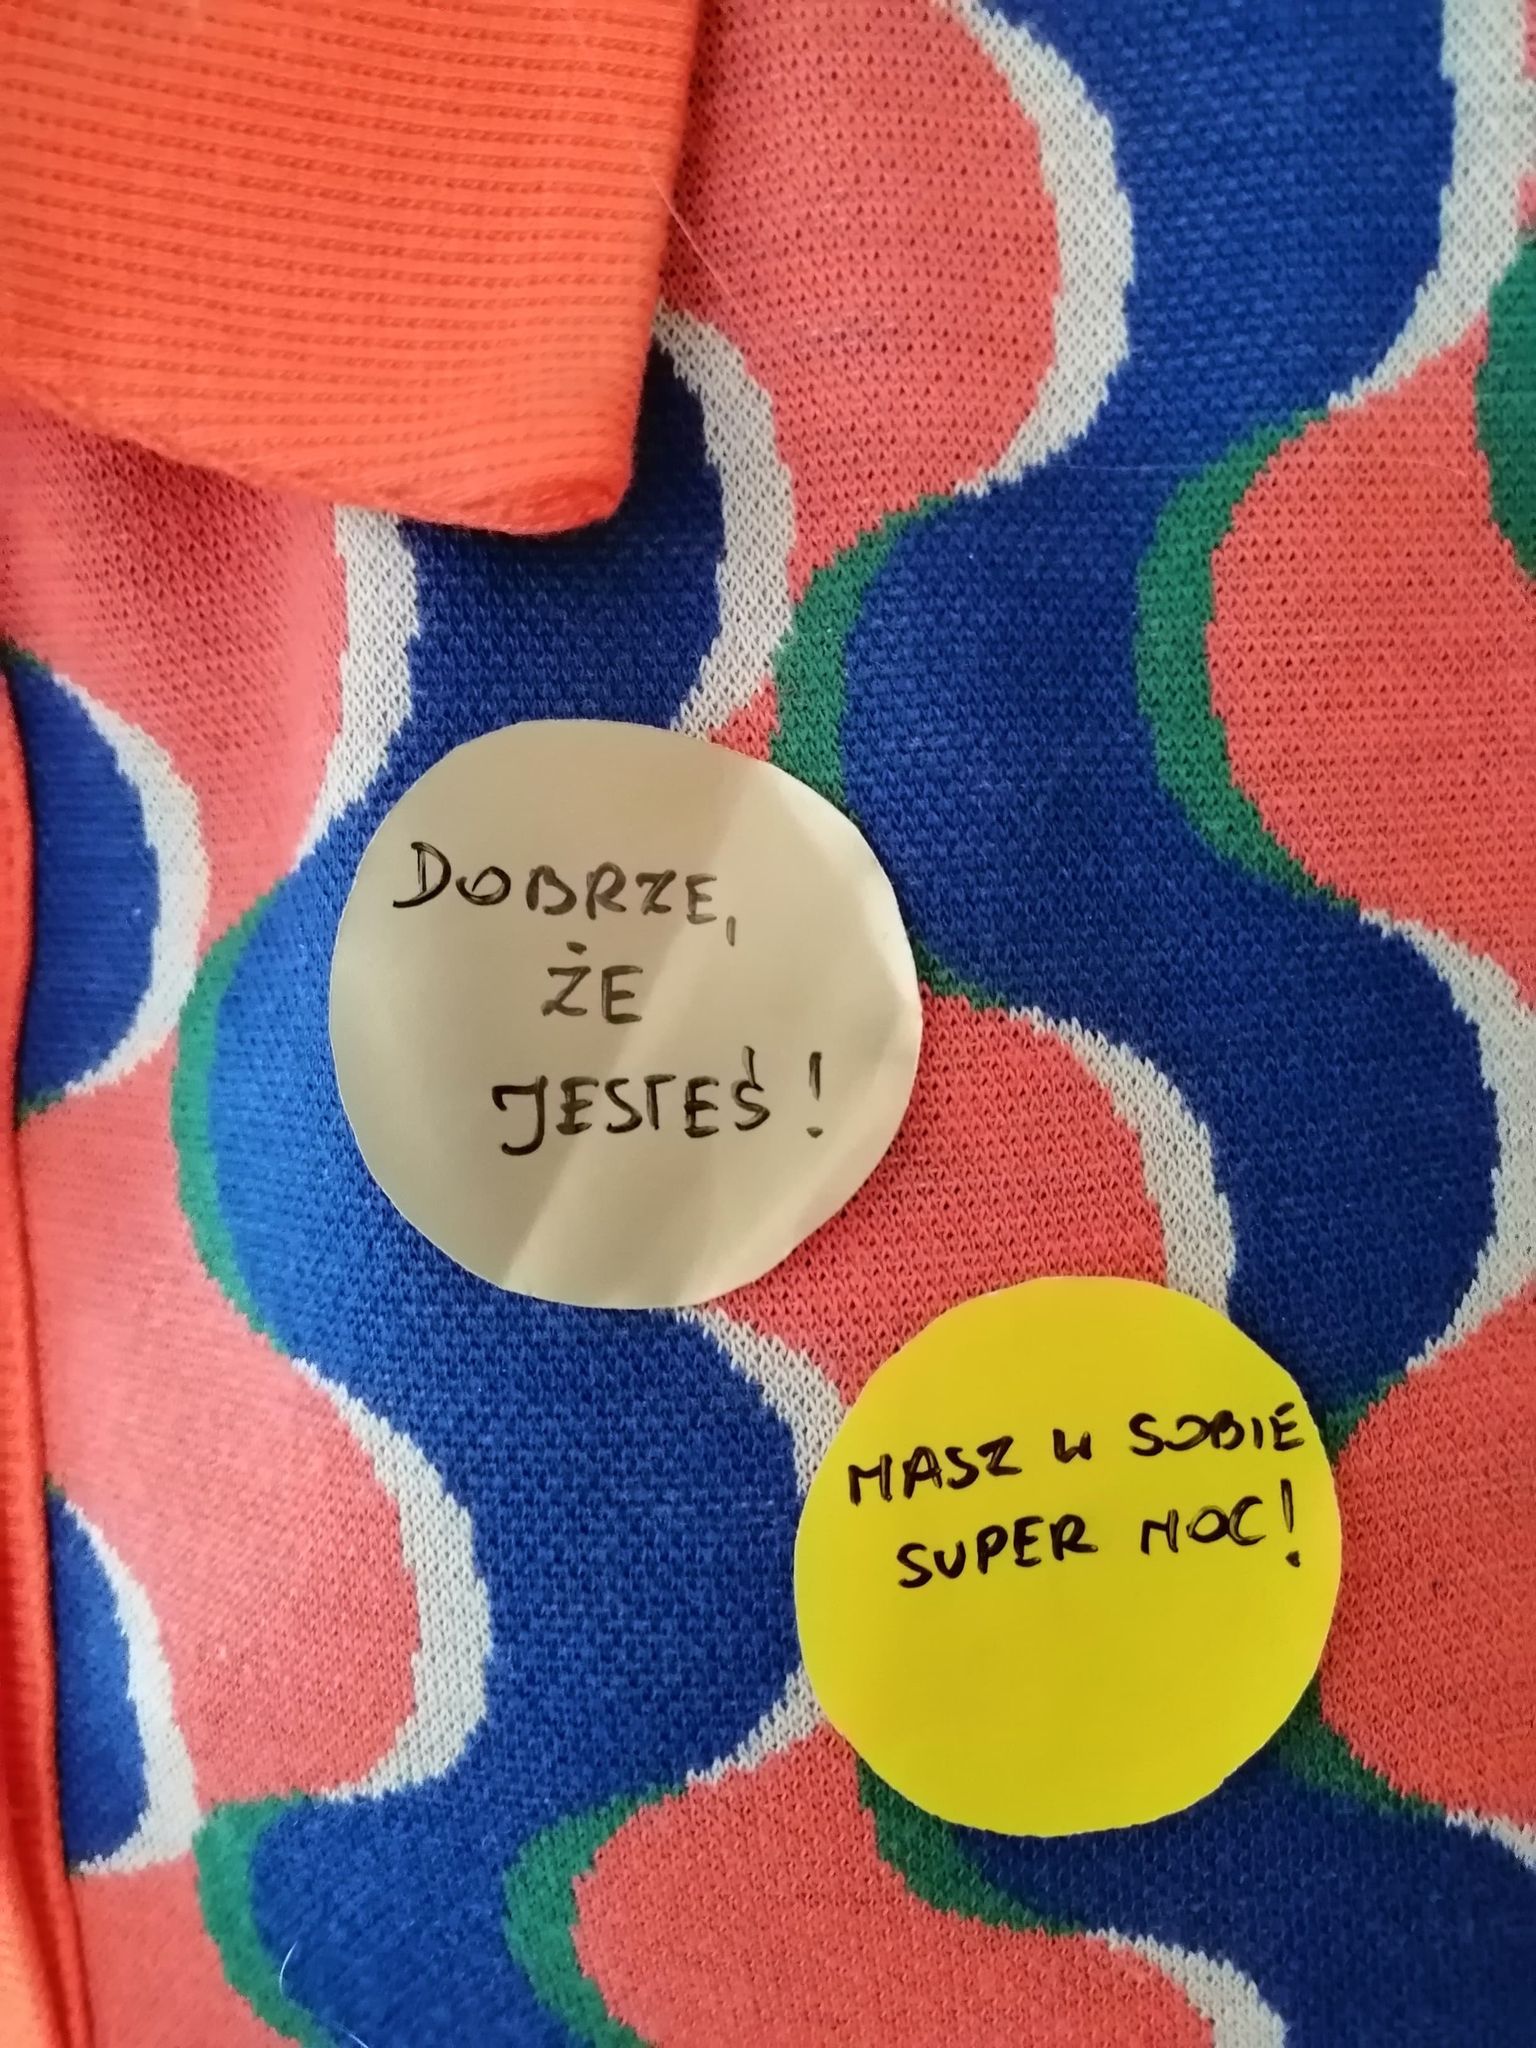 DOBRZE,
ŻE
JESTEŚ!
MASZ W SOBIE
SUPER MOC!